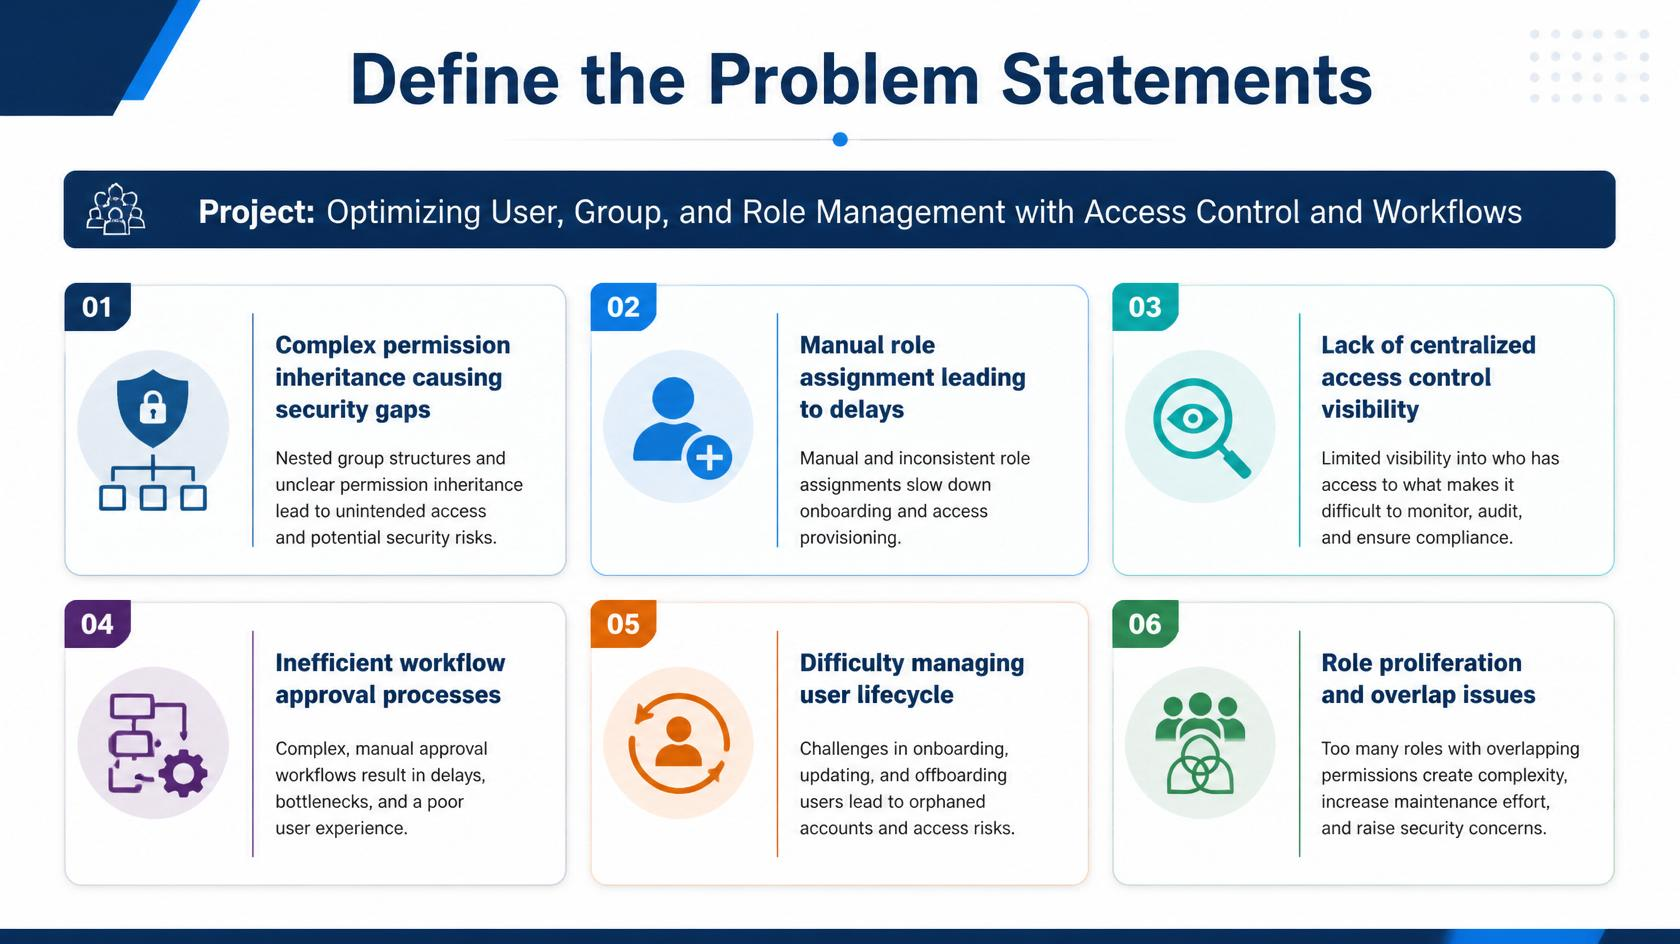 Define the Problem Statements
Project: Optimizing User, Group, and Role Management with Access Control and Workflows
01
Complex permission
inheritance causing
security gaps
Nested group structures and
unclear permission inheritance
lead to unintended access
and potential security risks.
02
Manual role
assignment leading
to delays
Manual and inconsistent role
assignments slow down
onboarding and access
provisioning.
03
Lack of centralized
access control
visibility
Limited visibility into who has
access to what makes it
difficult to monitor, audit,
and ensure compliance.
04
Inefficient workflow
approval processes
Complex, manual approval
workflows result in delays,
bottlenecks, and a poor
user experience.
05
Difficulty managing
user lifecycle
Challenges in onboarding,
updating, and offboarding
users lead to orphaned
accounts and access risks.
06
Role proliferation
and overlap issues
Too many roles with overlapping
permissions create complexity,
increase maintenance effort,
and raise security concerns.